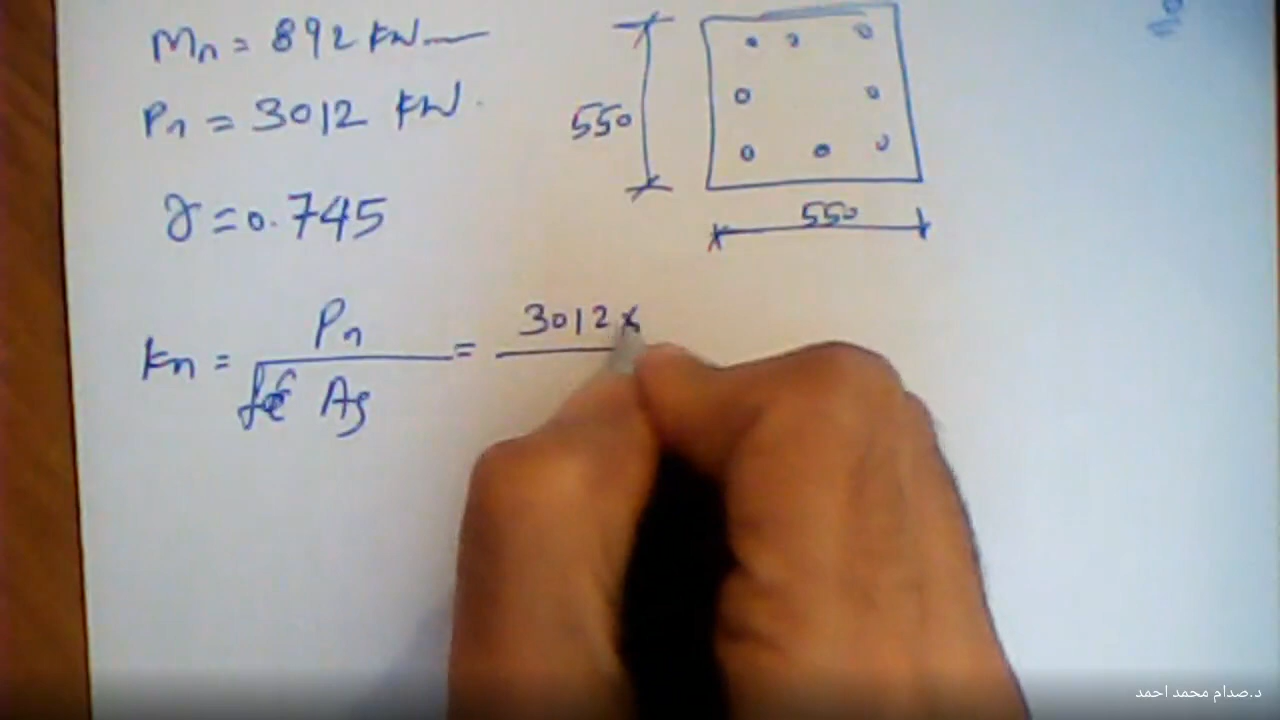 Mn = 892 kN
Pn = 3012 kN.
γ = 0.745
550
550
Kn = Pn / fc' Ag = 3012 x
د.صدام محمد احمد